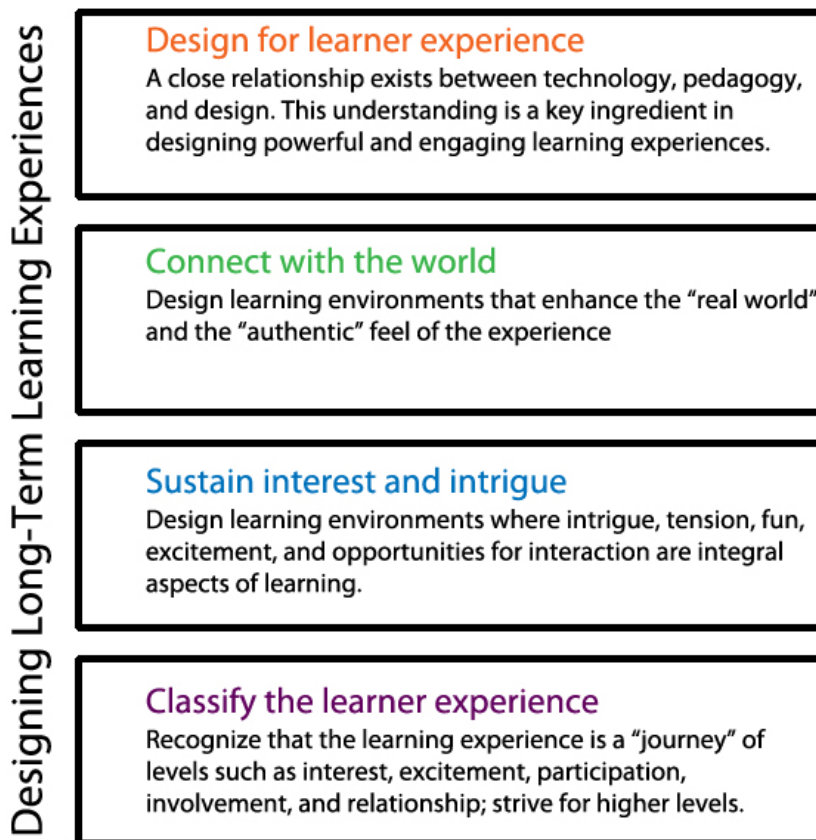 Designing Long-Term Learning Experiences
Design for learner experience
A close relationship exists between technology, pedagogy,
and design. This understanding is a key ingredient in
designing powerful and engaging learning experiences.
Connect with the world
Design learning environments that enhance the “real world”
and the “authentic” feel of the experience
Sustain interest and intrigue
Design learning environments where intrigue, tension, fun,
excitement, and opportunities for interaction are integral
aspects of learning.
Classify the learner experience
Recognize that the learning experience is a “journey” of
levels such as interest, excitement, participation,
involvement, and relationship; strive for higher levels.